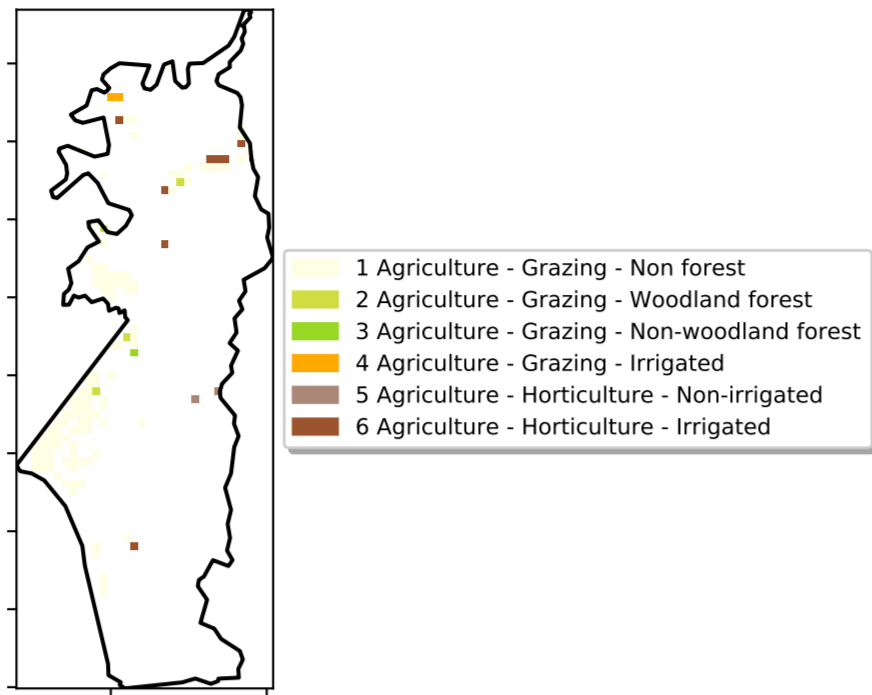 1 Agriculture - Grazing - Non forest
2 Agriculture - Grazing - Woodland forest
3 Agriculture - Grazing - Non-woodland forest
4 Agriculture - Grazing - Irrigated
5 Agriculture - Horticulture - Non-irrigated
6 Agriculture - Horticulture - Irrigated